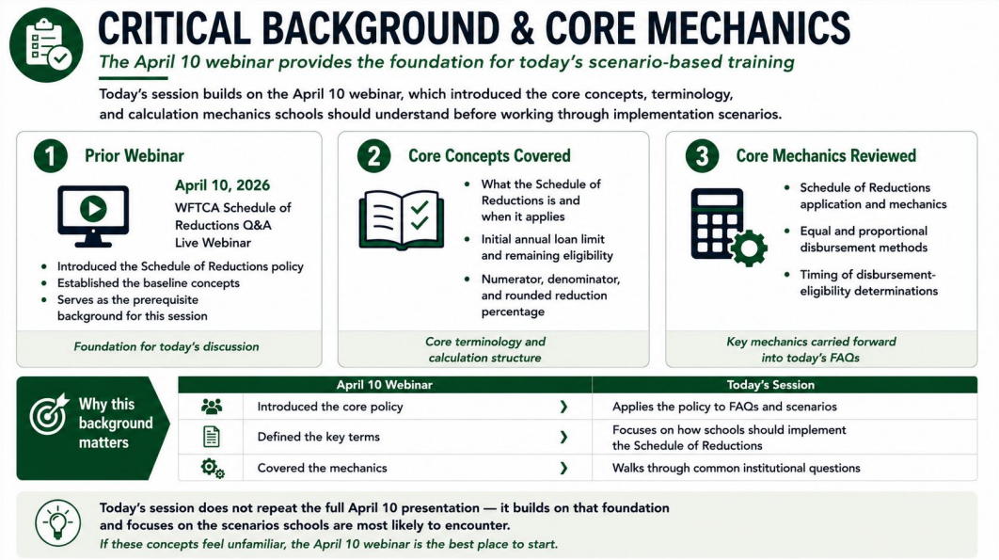 CRITICAL BACKGROUND & CORE MECHANICS
The April 10 webinar provides the foundation for today's scenario-based training
Today's session builds on the April 10 webinar, which introduced the core concepts, terminology,
and calculation mechanics schools should understand before working through implementation scenarios.
1 Prior Webinar
April 10, 2026
WFTCA Schedule of
Reductions Q&A
Live Webinar
• Introduced the Schedule of Reductions policy
• Established the baseline concepts
• Serves as the prerequisite
background for this session
Foundation for today's discussion
2 Core Concepts Covered
• What the Schedule of
Reductions is and
when it applies
• Initial annual loan limit
and remaining eligibility
• Numerator, denominator,
and rounded reduction
percentage
Core terminology and
calculation structure
3 Core Mechanics Reviewed
• Schedule of Reductions
application and mechanics
• Equal and proportional
disbursement methods
• Timing of disbursement-
eligibility determinations
Key mechanics carried forward
into today's FAQs
Why this
background
matters
April 10 Webinar Today's Session
Introduced the core policy ❯ Applies the policy to FAQs and scenarios
Defined the key terms ❯ Focuses on how schools should implement
the Schedule of Reductions
Covered the mechanics ❯ Walks through common institutional questions
Today's session does not repeat the full April 10 presentation — it builds on that foundation
and focuses on the scenarios schools are most likely to encounter.
If these concepts feel unfamiliar, the April 10 webinar is the best place to start.